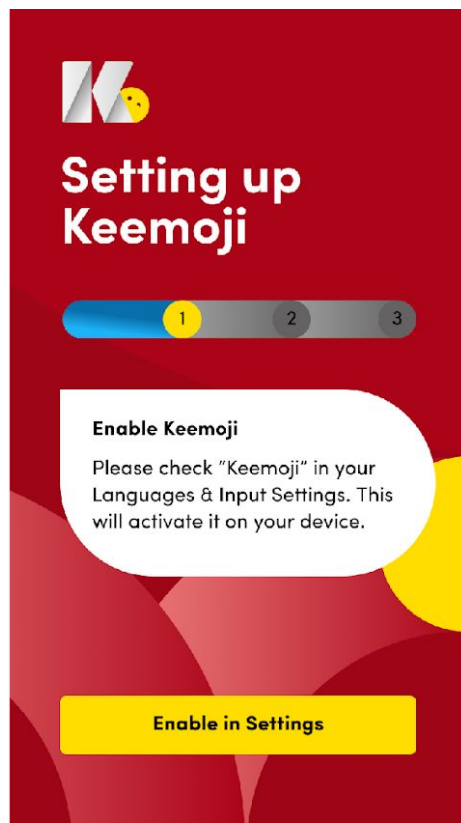 K
Setting up
Keemoji
1 2 3
Enable Keemoji
Please check “Keemoji” in your
Languages & Input Settings. This
will activate it on your device.
Enable in Settings